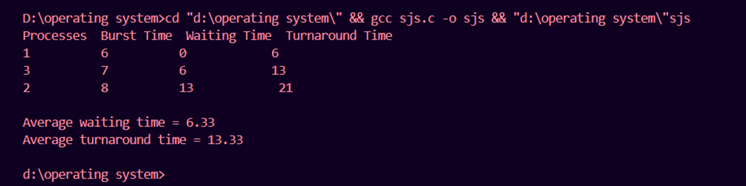 D:\operating system>cd "d:\operating system\" && gcc sjs.c -o sjs && "d:\operating system\"sjs
Processes  Burst Time  Waiting Time  Turnaround Time
1          6          0            6
3          7          6            13
2          8          13            21
Average waiting time = 6.33
Average turnaround time = 13.33
d:\operating system>